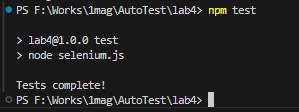 PS F:\Works\1mag\AutoTest\lab4> npm test
> lab4@1.0.0 test
> node selenium.js
Tests complete!
PS F:\Works\1mag\AutoTest\lab4>